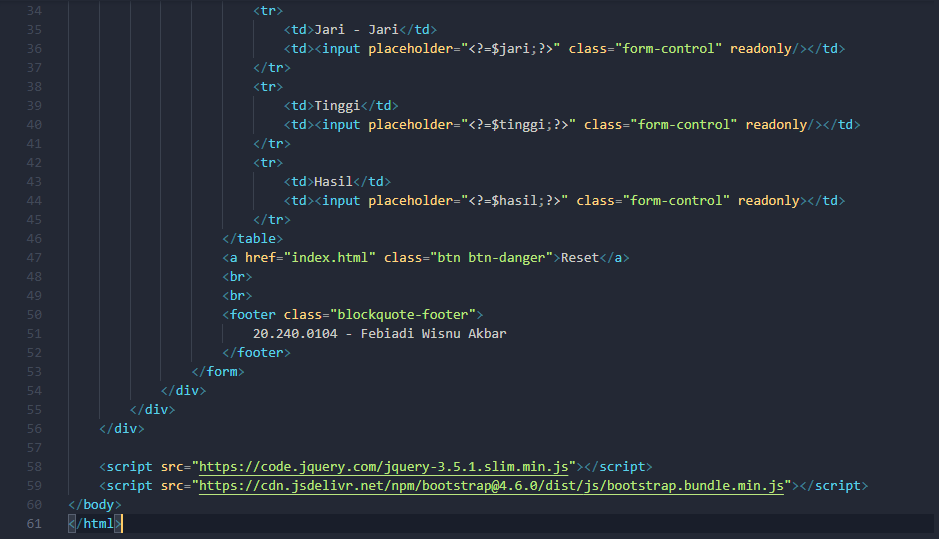 34 <tr>
35 <td>Jari - Jari</td>
36 <td><input placeholder="<?=$jari;?>" class="form-control" readonly/></td>
37 </tr>
38 <tr>
39 <td>Tinggi</td>
40 <td><input placeholder="<?=$tinggi;?>" class="form-control" readonly/></td>
41 </tr>
42 <tr>
43 <td>Hasil</td>
44 <td><input placeholder="<?=$hasil;?>" class="form-control" readonly></td>
45 </tr>
46 </table>
47 <a href="index.html" class="btn btn-danger">Reset</a>
48 <br>
49 <br>
50 <footer class="blockquote-footer">
51 20.240.0104 - Febiadi Wisnu Akbar
52 </footer>
53 </form>
54 </div>
55 </div>
56 </div>
57
58 <script src="https://code.jquery.com/jquery-3.5.1.slim.min.js"></script>
59 <script src="https://cdn.jsdelivr.net/npm/bootstrap@4.6.0/dist/js/bootstrap.bundle.min.js"></script>
60 </body>
61 </html>